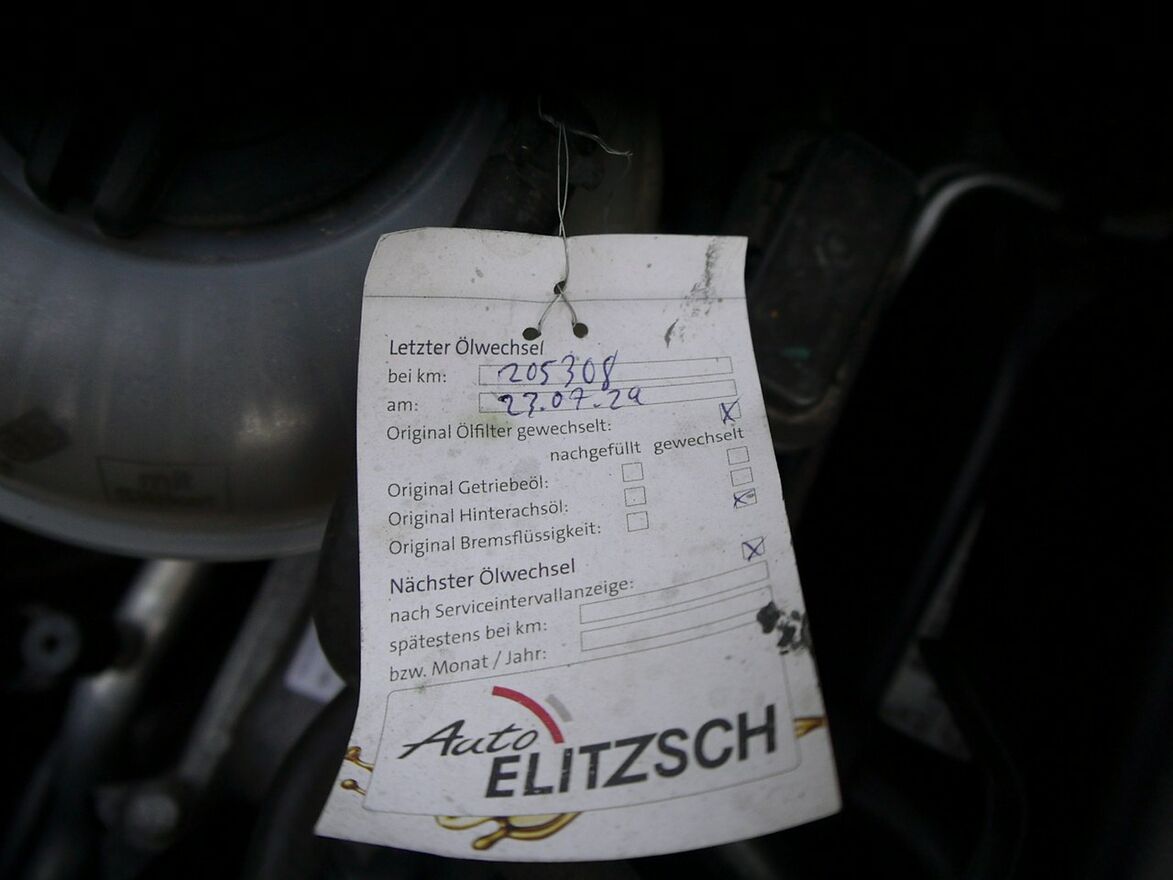 Letzter Ölwechsel
bei km: 205308
am: 23.07.24
Original Ölfilter gewechselt:
nachgefüllt gewechselt
Original Getriebeöl:
Original Hinterachsöl:
Original Bremsflüssigkeit:
Nächster Ölwechsel
nach Serviceintervallanzeige:
spätestens bei km:
bzw. Monat / Jahr:
Auto
ELITZSCH